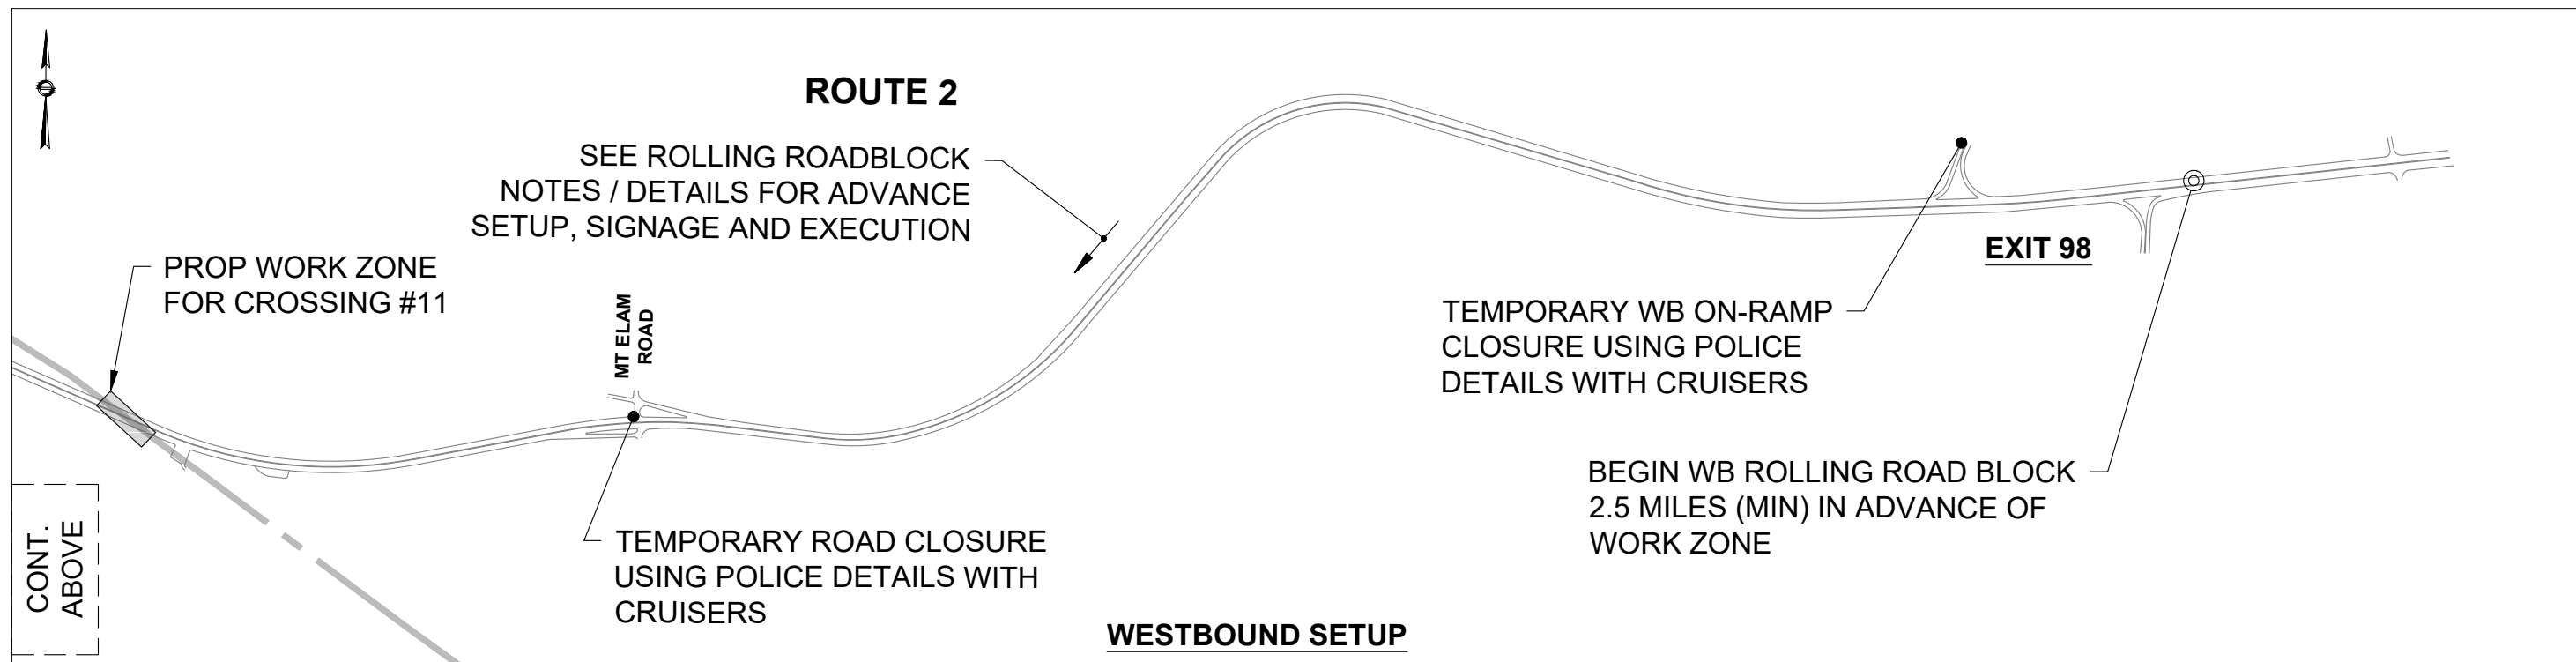 ROUTE 2
SEE ROLLING ROADBLOCK
NOTES / DETAILS FOR ADVANCE
SETUP, SIGNAGE AND EXECUTION
PROP WORK ZONE
FOR CROSSING #11
MT ELAM
ROAD
EXIT 98
TEMPORARY WB ON-RAMP
CLOSURE USING POLICE
DETAILS WITH CRUISERS
BEGIN WB ROLLING ROAD BLOCK
2.5 MILES (MIN) IN ADVANCE OF
WORK ZONE
CONT.
ABOVE
TEMPORARY ROAD CLOSURE
USING POLICE DETAILS WITH
CRUISERS
WESTBOUND SETUP